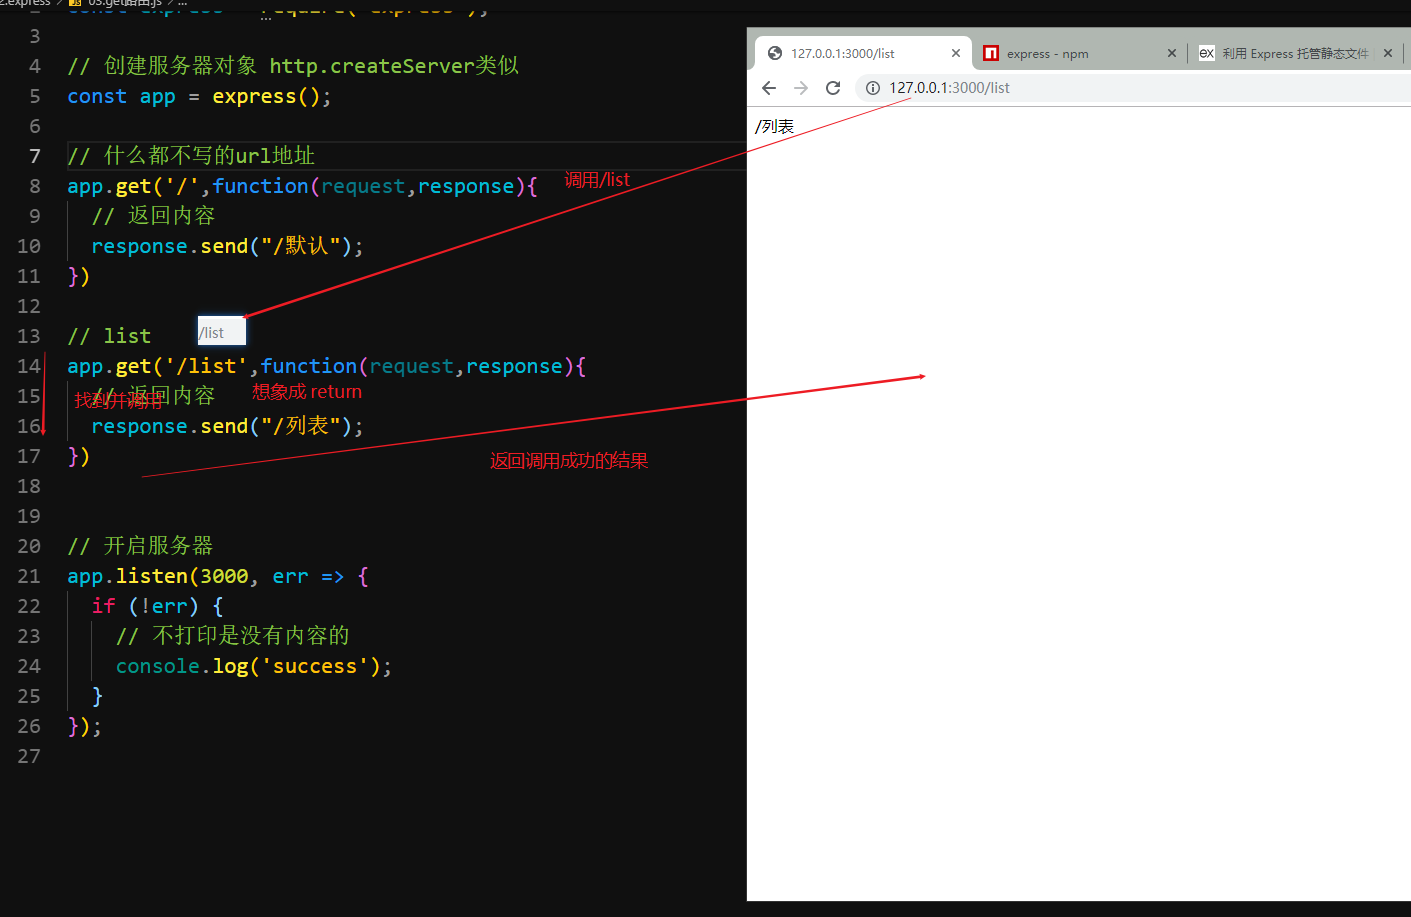 2.express > JS 03.get路由.js > ...
2 const express = require('express');
3
4 // 创建服务器对象 http.createServer类似
5 const app = express();
6
7 // 什么都不写的url地址
8 app.get('/',function(request,response){
调用/list
9 // 返回内容
10 response.send("/默认");
11 })
12
/list
13 // list
14 app.get('/list',function(request,response){
15 // 返回内容
找到并调用
想象成 return
16 response.send("/列表");
17 })
返回调用成功的结果
18
19
20 // 开启服务器
21 app.listen(3000, err => {
22 if (!err) {
23 // 不打印是没有内容的
24 console.log('success');
25 }
26 });
27
127.0.0.1:3000/list
express - npm
ex 利用 Express 托管静态文件
127.0.0.1:3000/list
/列表